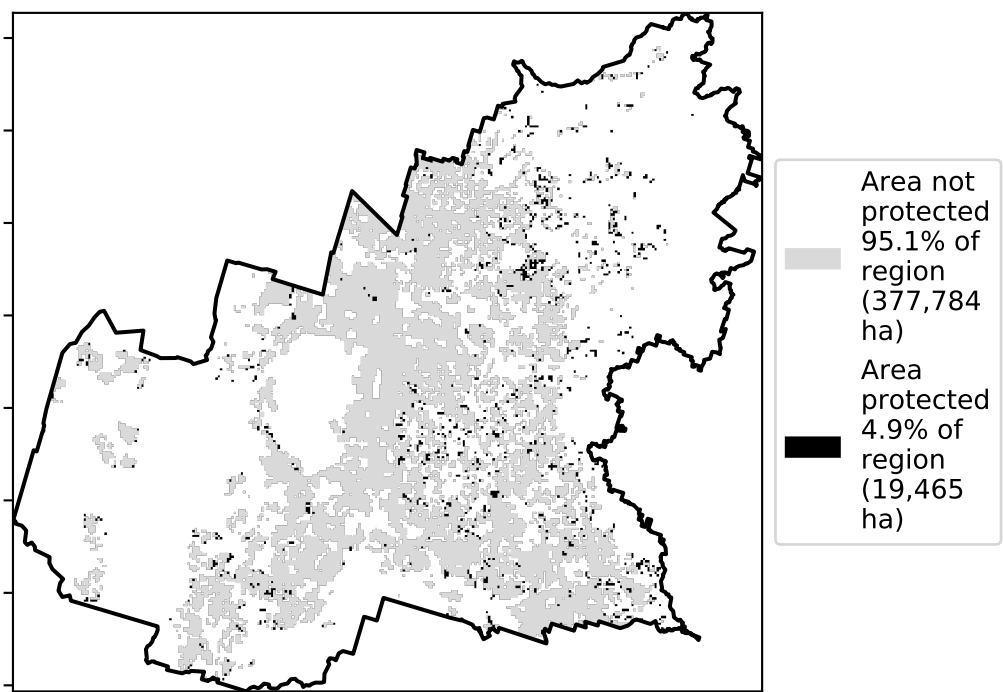 Area not
protected
95.1% of
region
(377,784
ha)
Area
protected
4.9% of
region
(19,465
ha)